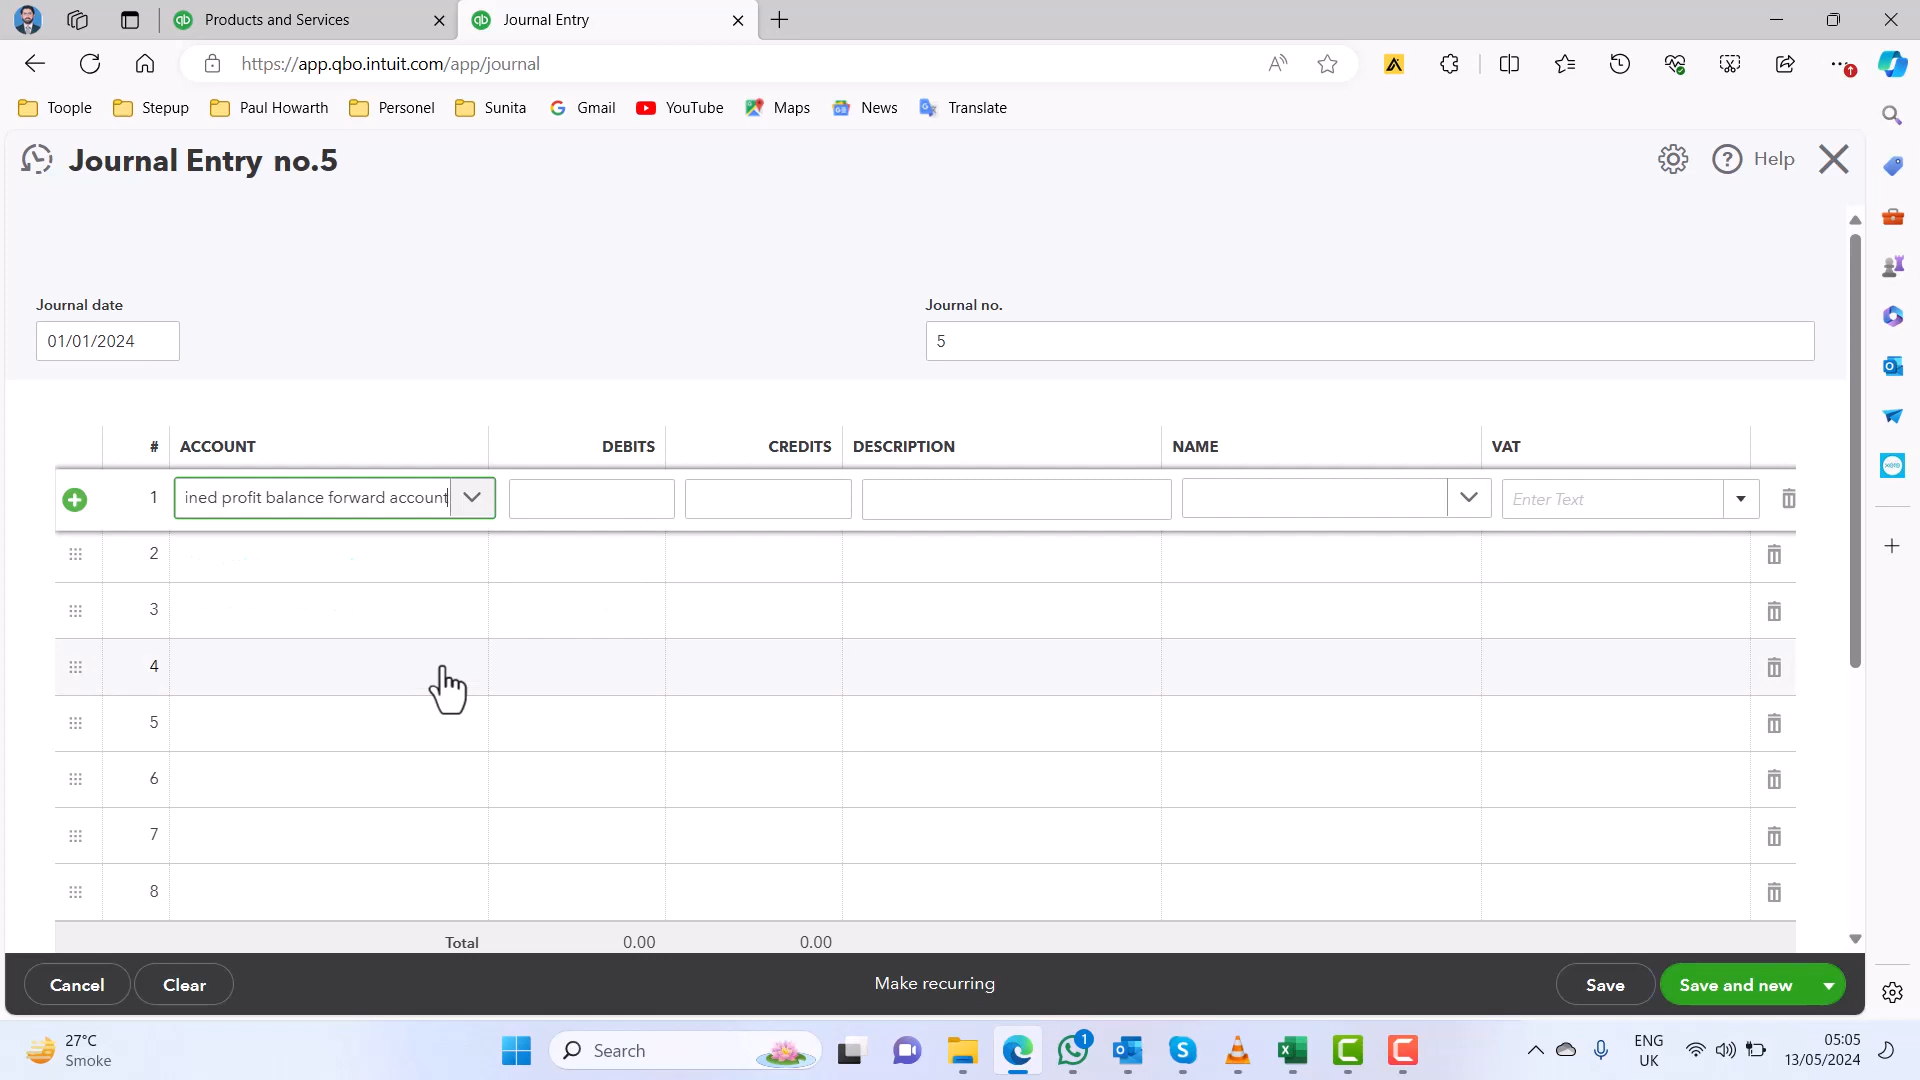 Products and Services
Journal Entry
https://app.qbo.intuit.com/app/journal
Toople
Stepup
Paul Howarth
Personel
Sunita
Gmail
YouTube
Maps
News
Translate
Journal Entry no.5
Help
Journal date
Journal no.
01/01/2024
5
# ACCOUNT DEBITS CREDITS DESCRIPTION NAME VAT
1 ined profit balance forward account Enter Text
2
3
4
5
6
7
8
Total 0.00 0.00
Cancel
Clear
Make recurring
Save
Save and new
27°C
Smoke
Search
1
ENG
UK
05:05
13/05/2024